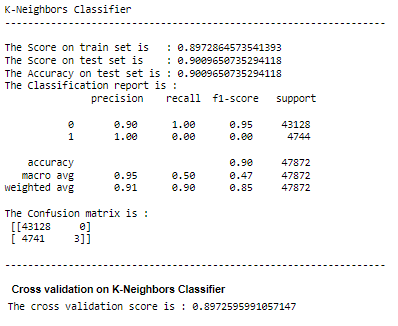 K-Neighbors Classifier
--------------------------------------------------------------------------------
The Score on train set is   : 0.8972864573541393
The Score on test set is    : 0.9009650735294118
The Accuracy on test set is : 0.9009650735294118
The Classification report is :
              precision    recall  f1-score   support
           0       0.90      1.00      0.95     43128
           1       1.00      0.00      0.00      4744
    accuracy                           0.90     47872
   macro avg       0.95      0.50      0.47     47872
weighted avg       0.91      0.90      0.85     47872
The Confusion matrix is :
[[43128     0]
[ 4741     3]]
--------------------------------------------------------------------------------
Cross validation on K-Neighbors Classifier
The cross validation score is : 0.8972595991057147